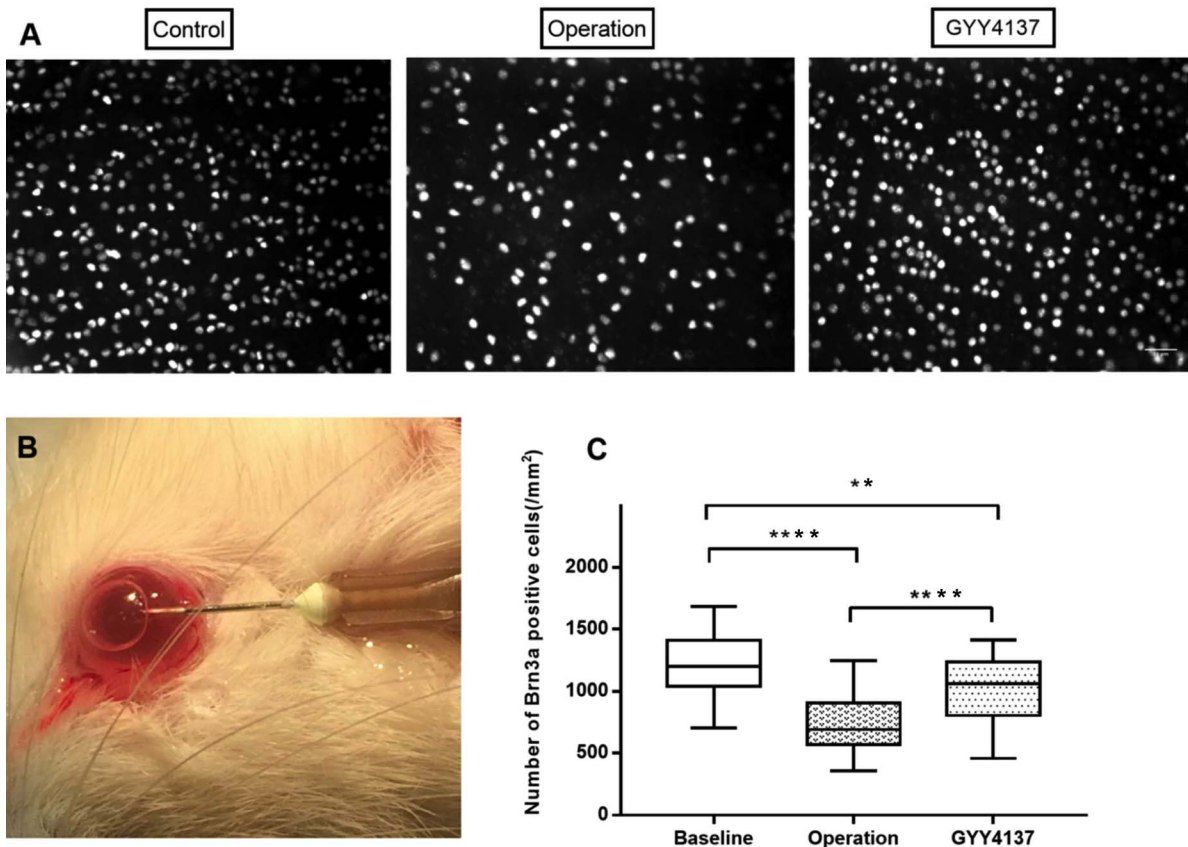 A
Control
Operation
GYY4137
B
C
Number of Brn3a positive cells(/mm²)
**
****
****
2000
1500
1000
500
0
Baseline
Operation
GYY4137